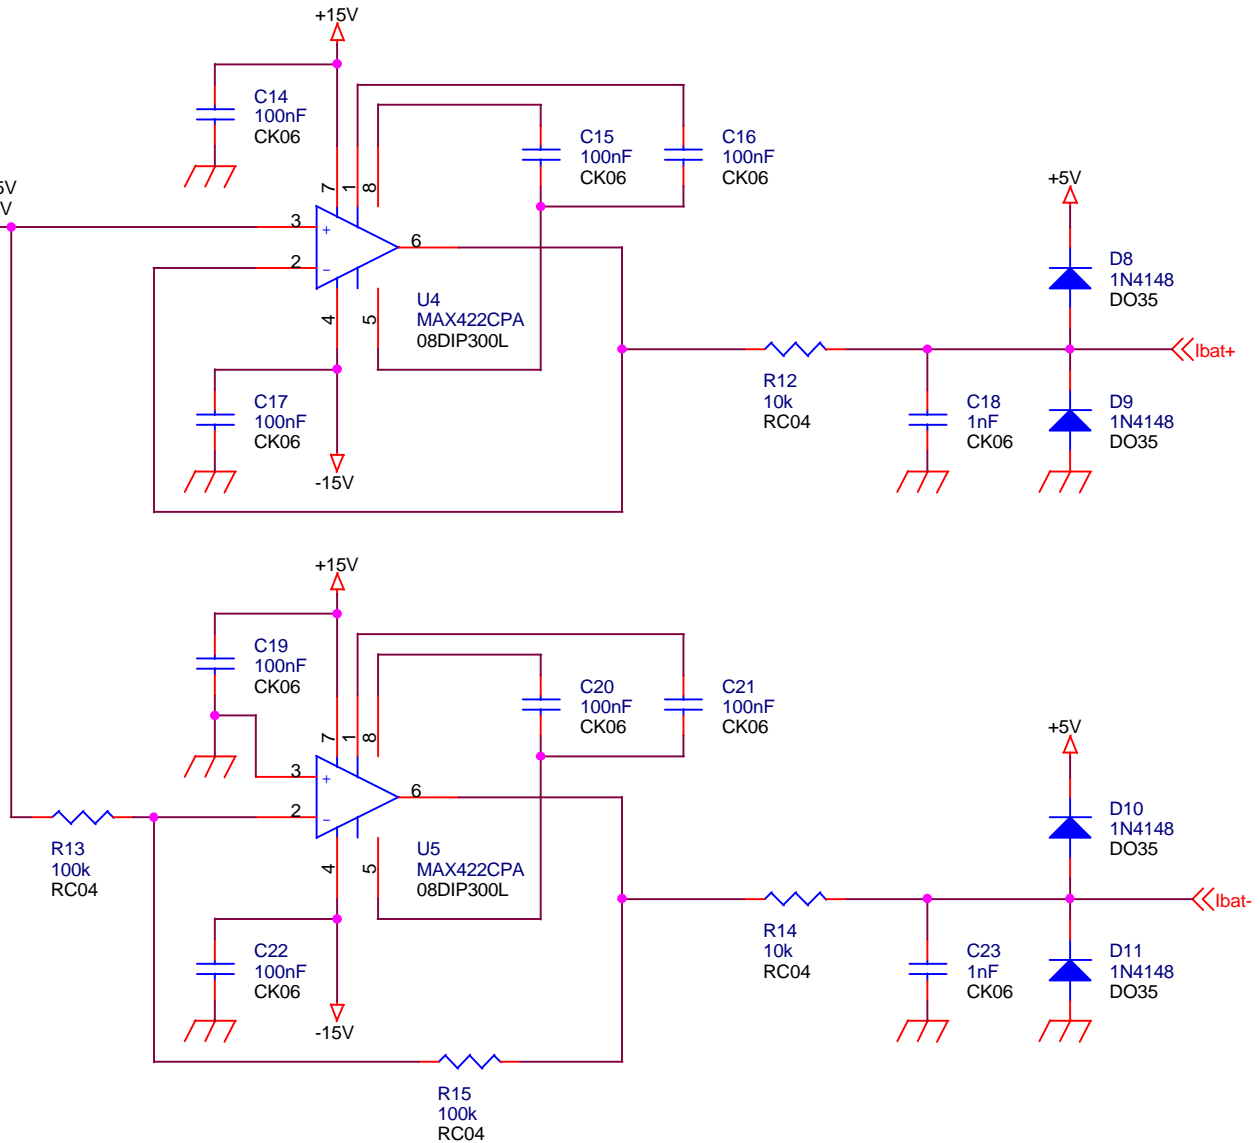 +15V
C14
100nF
CK06
7
1
8
C15
100nF
CK06
C16
100nF
CK06
5V
V
3
+
2
-
6
4
5
U4
MAX422CPA
08DIP300L
+5V
D8
1N4148
DO35
Ibat+
R12
10k
RC04
C18
1nF
CK06
D9
1N4148
DO35
C17
100nF
CK06
-15V
+15V
C19
100nF
CK06
7
1
8
C20
100nF
CK06
C21
100nF
CK06
3
+
2
-
6
4
5
U5
MAX422CPA
08DIP300L
R13
100k
RC04
+5V
D10
1N4148
DO35
Ibat-
R14
10k
RC04
C23
1nF
CK06
D11
1N4148
DO35
C22
100nF
CK06
-15V
R15
100k
RC04